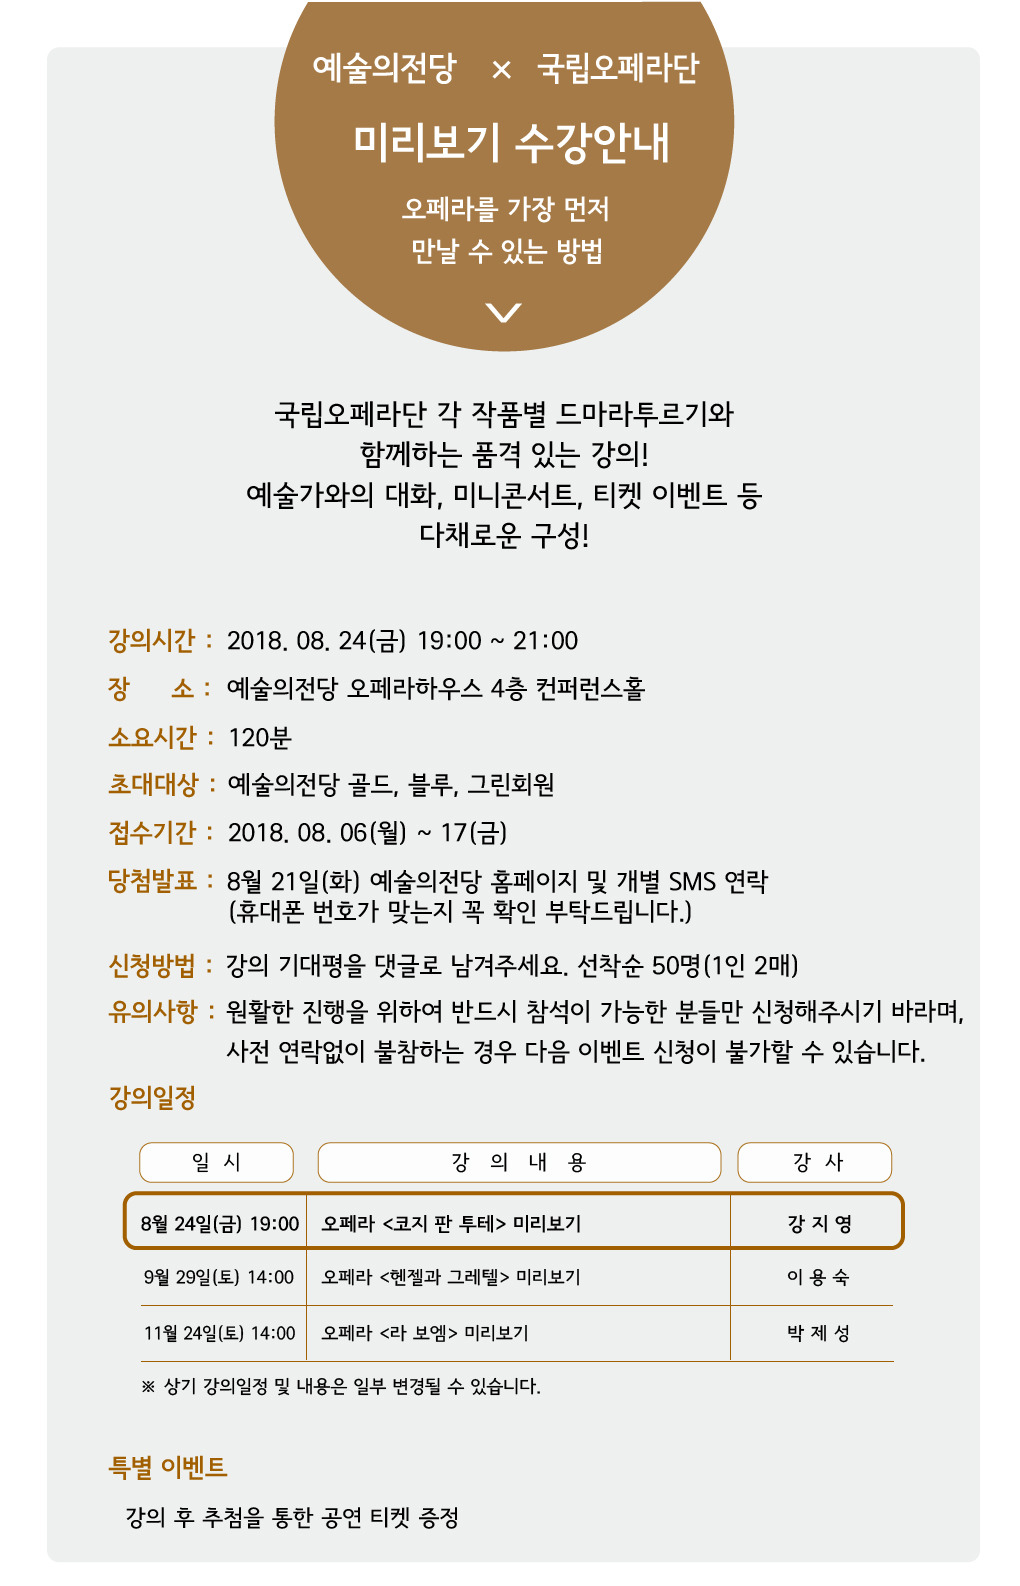 예술의전당 × 국립오페라단
미리보기 수강안내
오페라를 가장 먼저
만날 수 있는 방법
국립오페라단 각 작품별 드마라투르기와
함께하는 품격 있는 강의!
예술가와의 대화, 미니콘서트, 티켓 이벤트 등
다채로운 구성!
강의시간 : 2018. 08. 24(금) 19:00 ~ 21:00
장 소 : 예술의전당 오페라하우스 4층 컨퍼런스홀
소요시간 : 120분
초대대상 : 예술의전당 골드, 블루, 그린회원
접수기간 : 2018. 08. 06(월) ~ 17(금)
당첨발표 : 8월 21일(화) 예술의전당 홈페이지 및 개별 SMS 연락
(휴대폰 번호가 맞는지 꼭 확인 부탁드립니다.)
신청방법 : 강의 기대평을 댓글로 남겨주세요. 선착순 50명(1인 2매)
유의사항 : 원활한 진행을 위하여 반드시 참석이 가능한 분들만 신청해주시기 바라며,
사전 연락없이 불참하는 경우 다음 이벤트 신청이 불가할 수 있습니다.
강의일정
일 시 강 의 내 용 강 사
8월 24일(금) 19:00 오페라 <코지 판 투테> 미리보기 강 지 영
9월 29일(토) 14:00 오페라 <헨젤과 그레텔> 미리보기 이 용 숙
11월 24일(토) 14:00 오페라 <라 보엠> 미리보기 박 제 성
※ 상기 강의일정 및 내용은 일부 변경될 수 있습니다.
특별 이벤트
강의 후 추첨을 통한 공연 티켓 증정